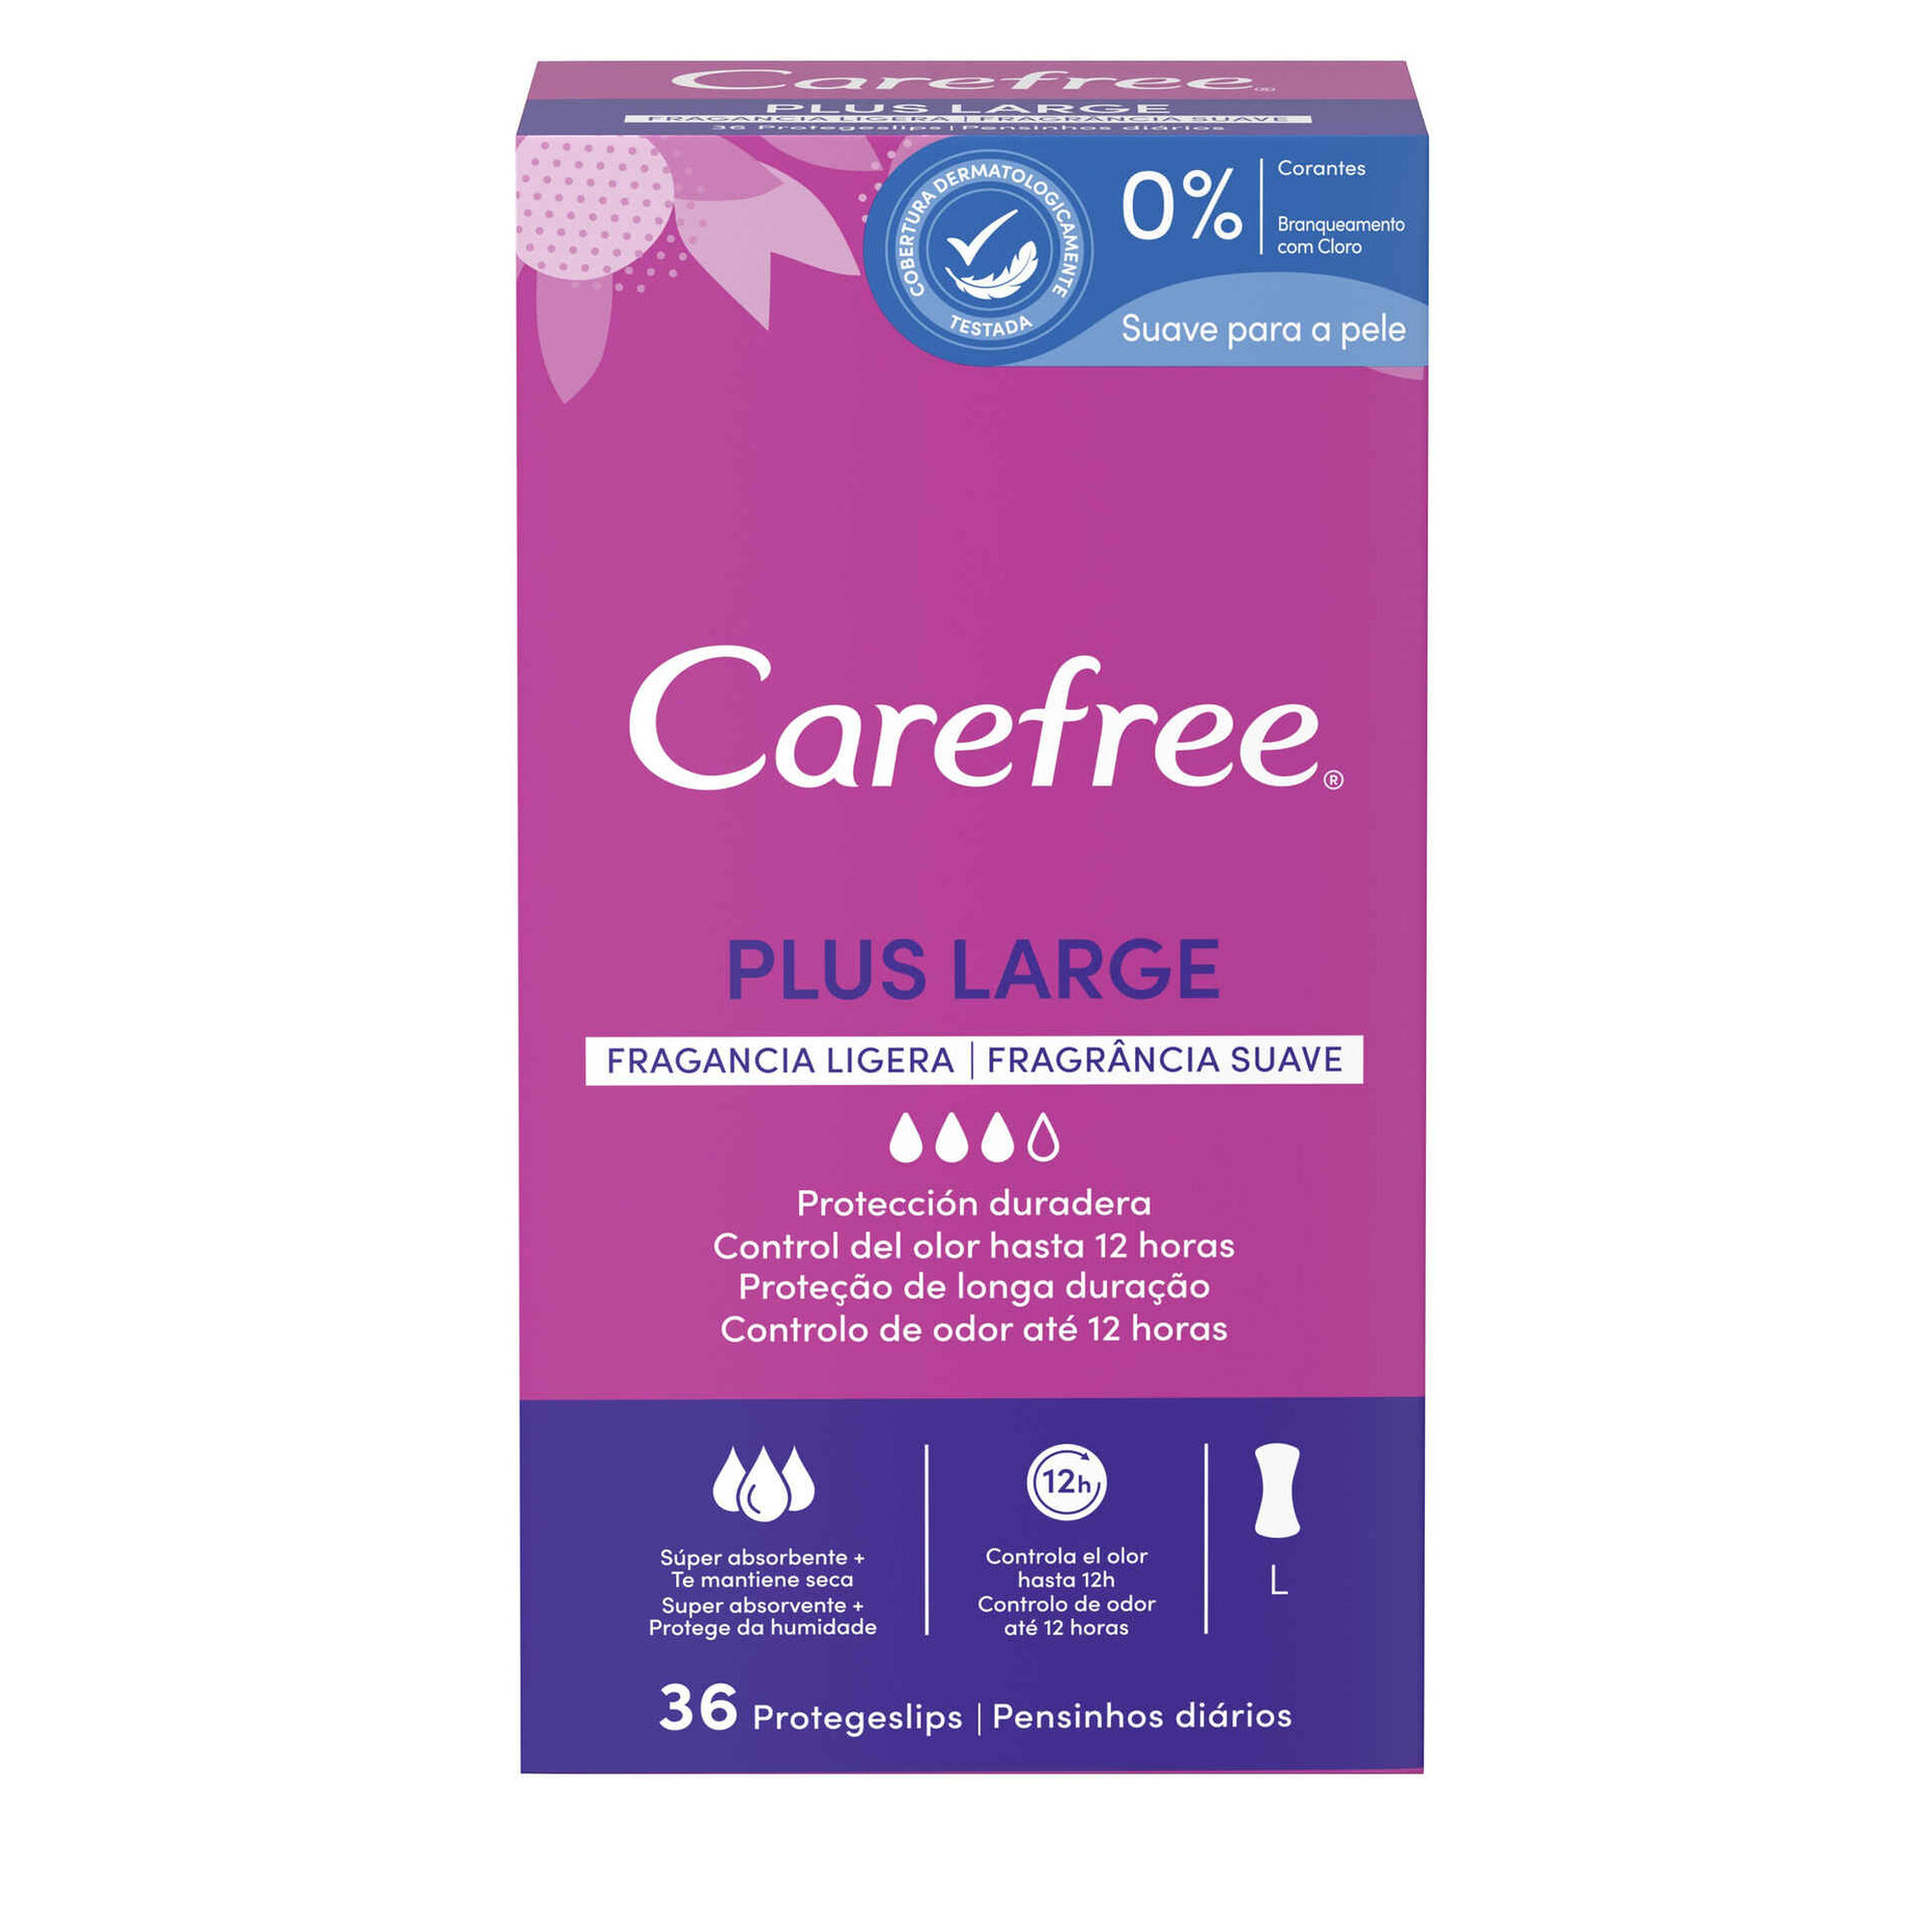 Carefree®
PLUS LARGE
FRAGANCIA LIGERA | FRAGRÂNCIA SUAVE
36 Protegeslips | Pensinhos diários
COBERTURA DERMATOLOGICAMENTE
TESTADA
0%
Corantes
Branqueamento
com Cloro
Suave para a pele
Carefree®
PLUS LARGE
FRAGANCIA LIGERA | FRAGRÂNCIA SUAVE
Protección duradera
Control del olor hasta 12 horas
Proteção de longa duração
Controlo de odor até 12 horas
Súper absorbente +
Te mantiene seca
Super absorvente +
Protege da humidade
12h
Controla el olor
hasta 12h
Controlo de odor
até 12 horas
L
36 Protegeslips | Pensinhos diários